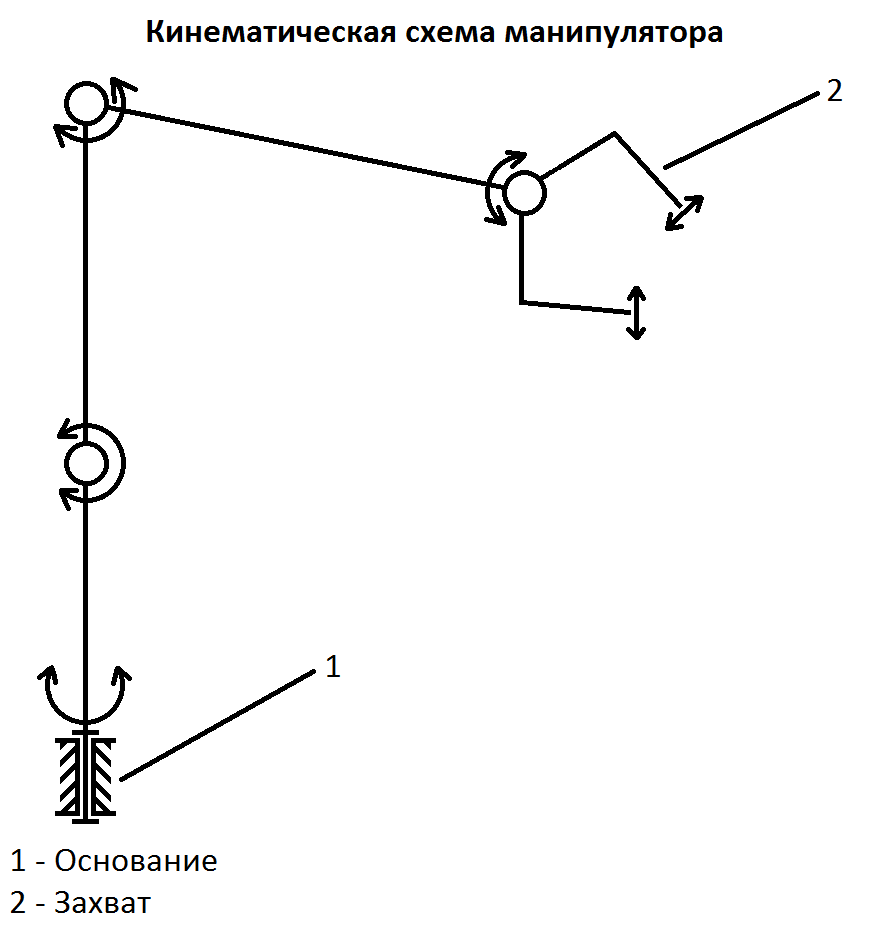 Кинематическая схема манипулятора
2
1
1 - Основание
2 - Захват